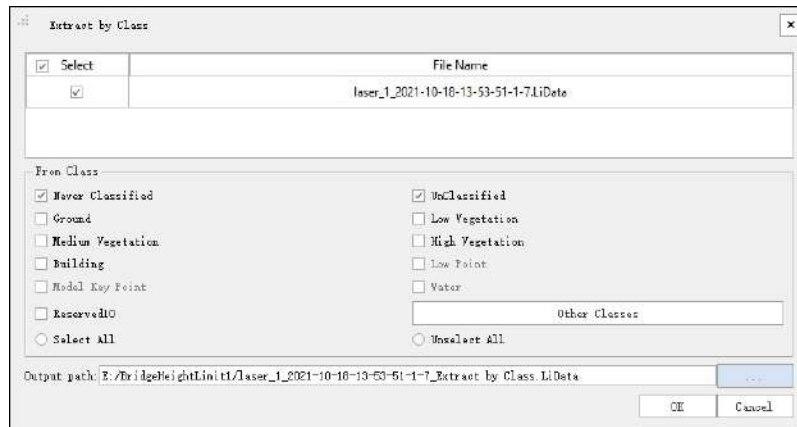 Extract by Class
Select File Name
laser_1_2021-10-18-13-53-51-1-7.LiData
From Class
Never Classified UnClassified
Ground Low Vegetation
Medium Vegetation High Vegetation
Building Low Point
Model Key Point Water
Reserved10 Other Classes
Select All Unselect All
Output path: E:/BridgeHeightLimit1/laser_1_2021-10-18-13-53-51-1-7_Extract by Class.LiData ...
OK Cancel